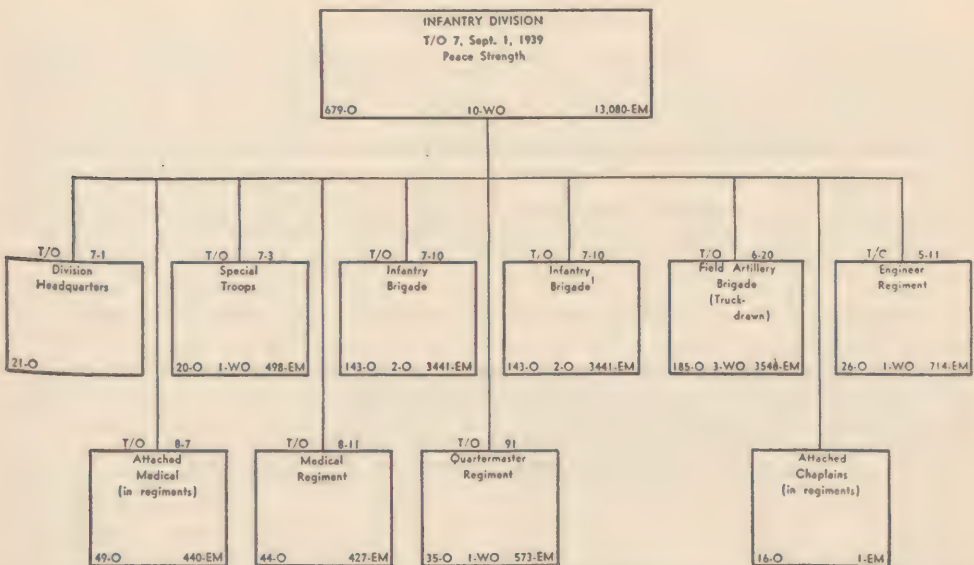 INFANTRY DIVISION
T/O 7, Sept. 1, 1939
Peace Strength
679-O 10-WO 13,080-EM
T/O 7-1
Division
Headquarters
21-O
T/O 7-3
Special
Troops
20-O 1-WO 498-EM
T/O 7-10
Infantry
Brigade
143-O 2-O 3441-EM
T/O 7-10
Infantry
Brigade
143-O 2-O 3441-EM
T/O 6-20
Field Artillery
Brigade
(Truck-
drawn)
185-O 3-WO
T/C 5-11
Engineer
Regiment
26-O 1-WO 714-EM
T/O 8-7
Attached
Medical
(in regiments)
49-O 440-EM
T/O 8-11
Medical
Regiment
44-O 427-EM
T/O 91
Quartermaster
Regiment
35-O 1-WO 573-EM
Attached
Chaplains
(in regiments)
16-O 1-EM